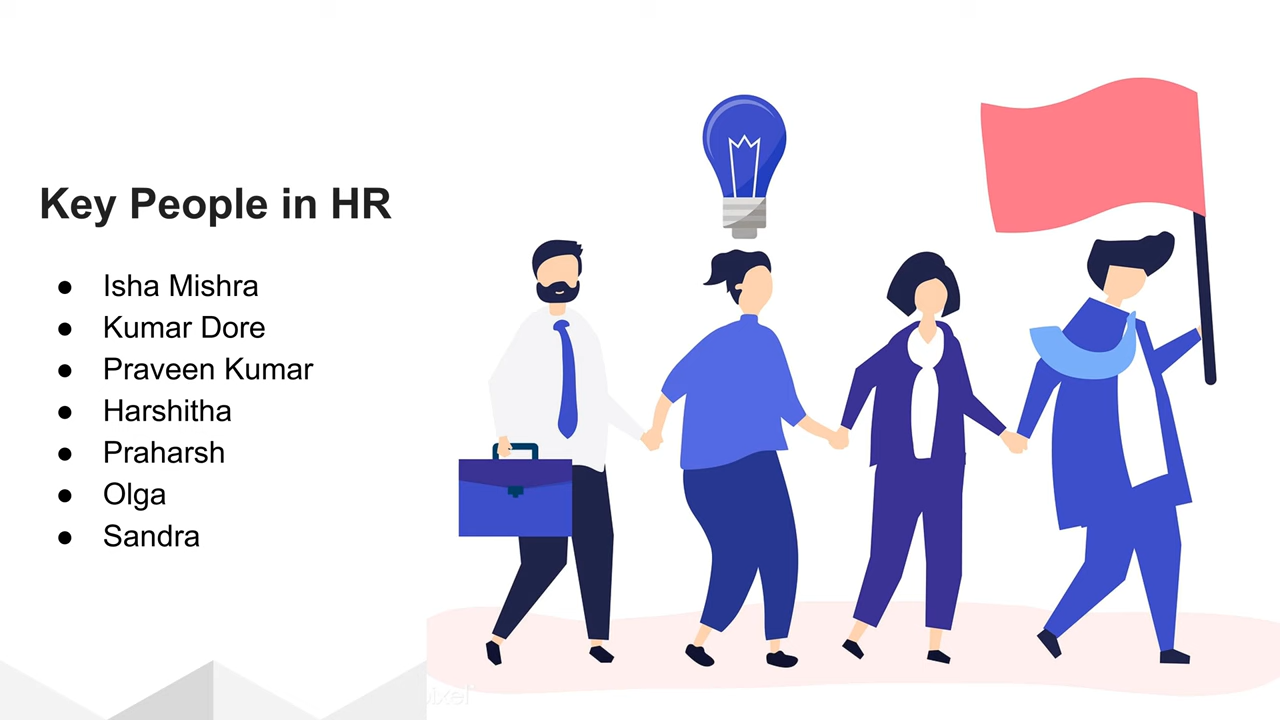 Key People in HR
● Isha Mishra
● Kumar Dore
● Praveen Kumar
● Harshitha
● Praharsh
● Olga
● Sandra